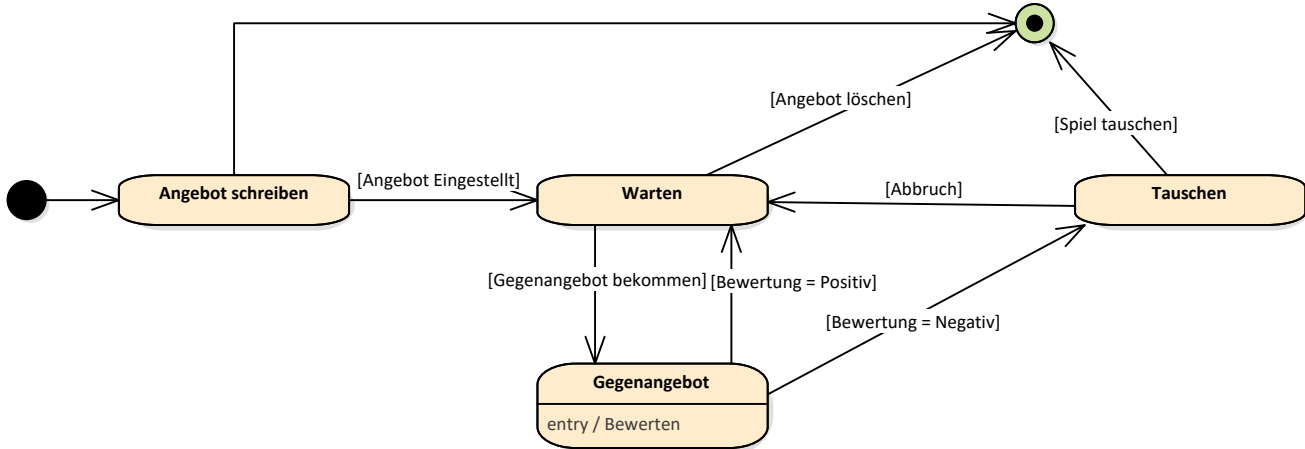 [Angebot löschen]
[Spiel tauschen]
Angebot schreiben
[Angebot Eingestellt]
Warten
[Abbruch]
Tauschen
[Gegenangebot bekommen]
[Bewertung = Positiv]
[Bewertung = Negativ]
Gegenangebot
entry / Bewerten